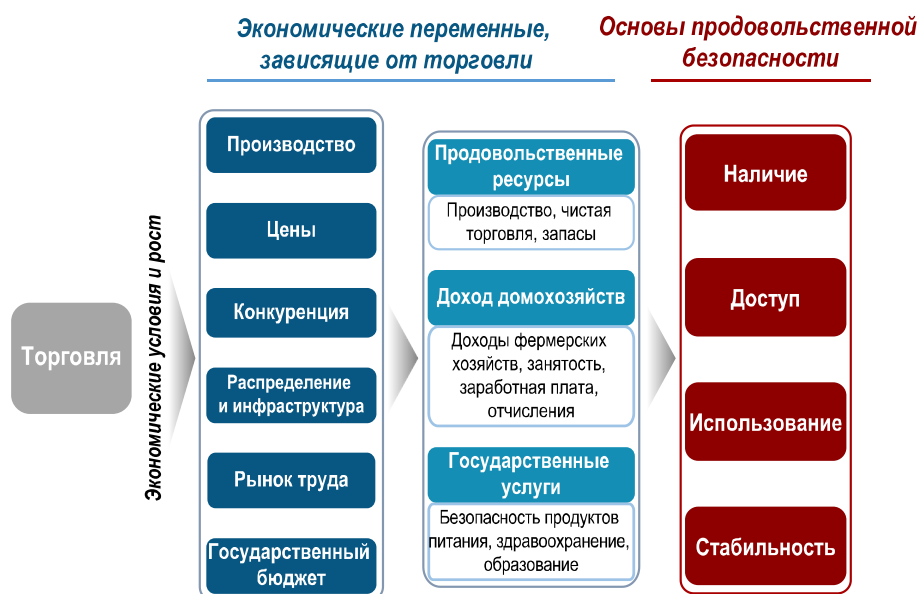 Экономические переменные,
зависящие от торговли
Основы продовольственной
безопасности
Торговля
Экономические условия и рост
Производство
Цены
Конкуренция
Распределение
и инфраструктура
Рынок труда
Государственный
бюджет
Продовольственные
ресурсы
Производство, чистая
торговля, запасы
Доход домохозяйств
Доходы фермерских
хозяйств, занятость,
заработная плата,
отчисления
Государственные
услуги
Безопасность продуктов
питания, здравоохранение,
образование
Наличие
Доступ
Использование
Стабильность